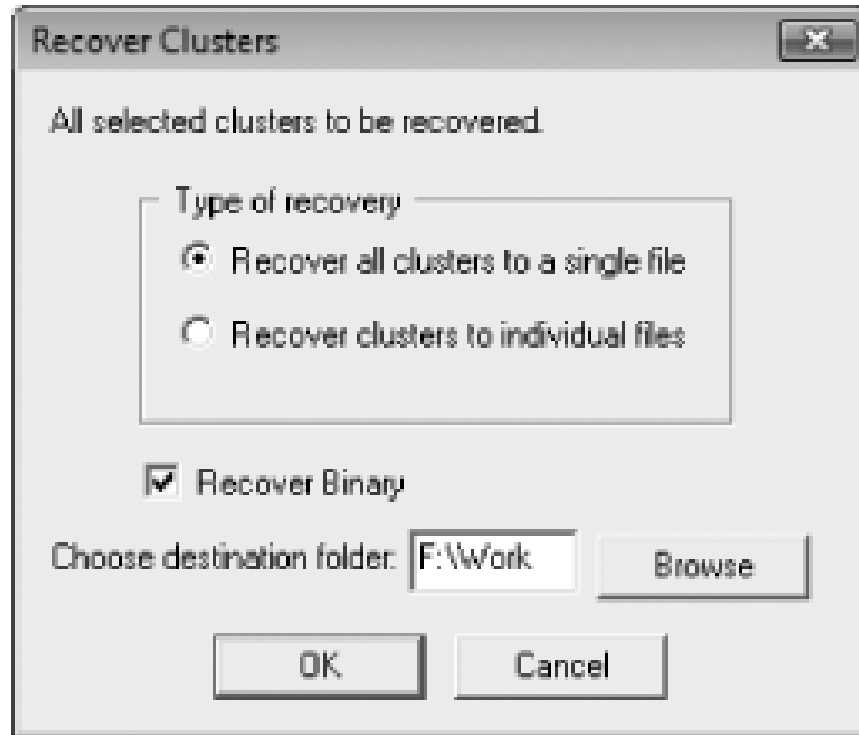 Recover Clusters
All selected clusters to be recovered.
Type of recovery
Recover all clusters to a single file
Recover clusters to individual files
Recover Binary
Choose destination folder: F:\Work Browse
OK Cancel